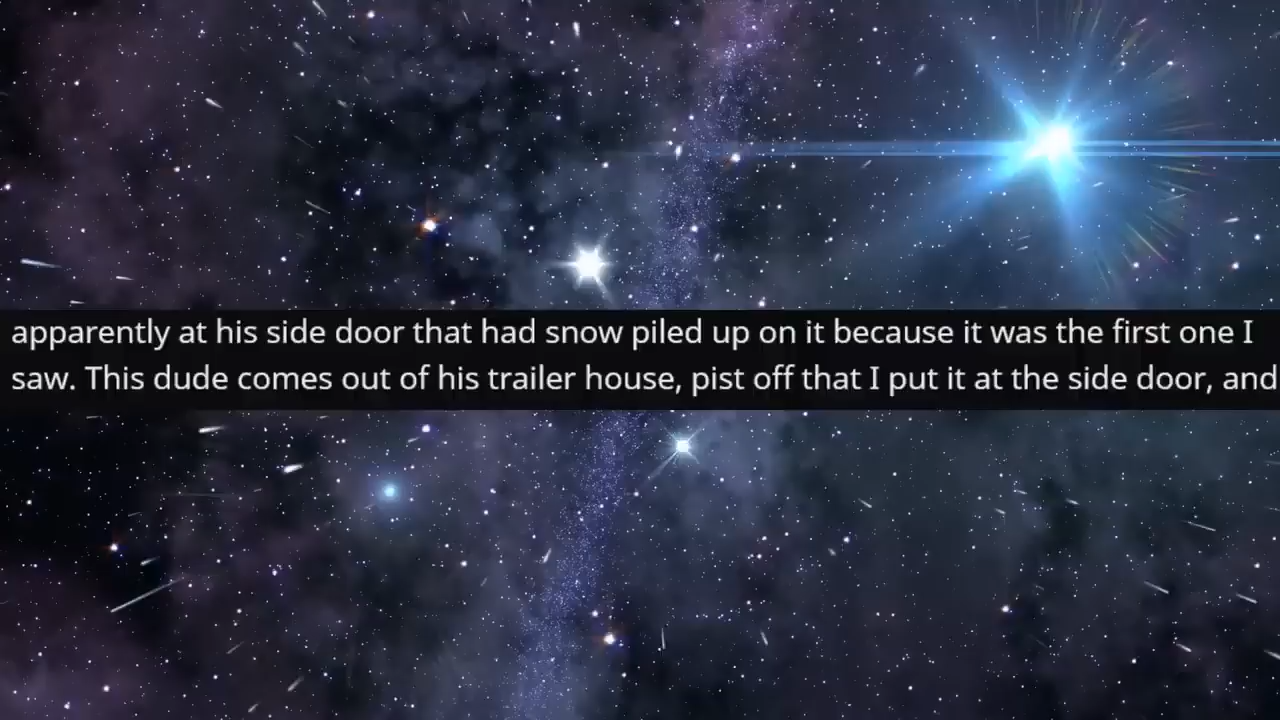 apparently at his side door that had snow piled up on it because it was the first one I
saw. This dude comes out of his trailer house, pist off that I put it at the side door, and